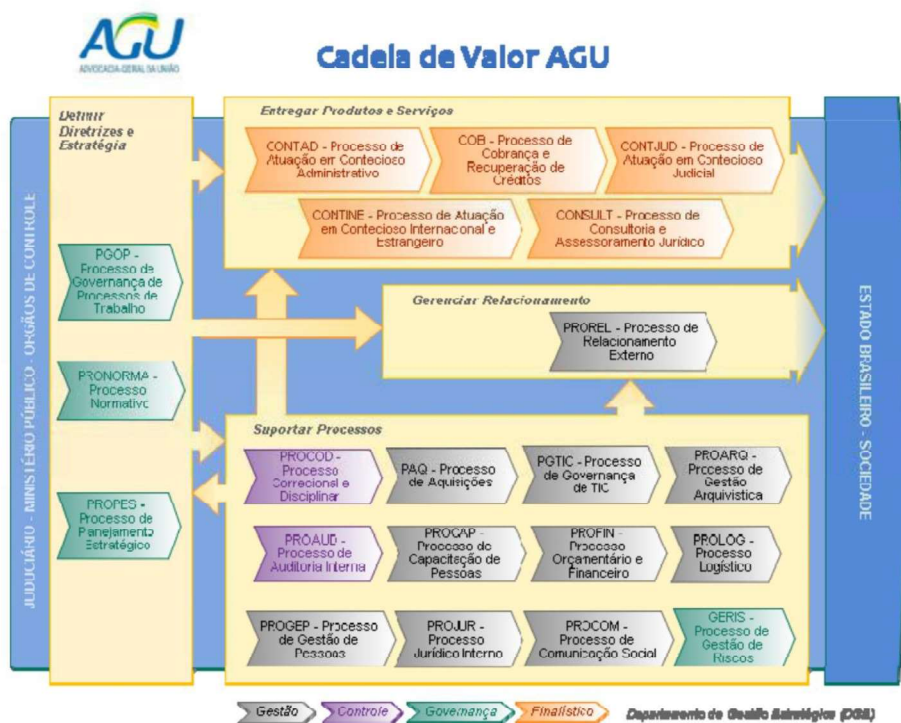 AGU
ADVOCACIA-GERAL DA UNIÃO
Cadeia de Valor AGU
JUDUCIÁRIO - MINISTÉRIO PÚBLICO - ORGÃOS DE CONTROLE
Definir
Diretrizes e
Estratégia
PGOP -
Processo de
Governança de
Processos de
Trabalho
PRONORMA -
Processo
Normativo
PROPES -
Processo de
Planejamento
Estratégico
Entregar Produtos e Serviços
CONTAD - Processo de
Atuação em Contecioso
Administrativo
COB - Processo de
Cobrança e
Recuperação de
Créditos
CONTJUD - Processo de
Atuação em Contecioso
Judicial
CONTINE - Processo de Atuação
em Contecioso Internacional e
Estrangeiro
CONSULT - Processo de
Consultoria e
Assessoramento Jurídico
Gerenciar Relacionamento
PROREL - Processo de
Relacionamento
Externo
Suportar Processos
PROCOD -
Processo
Correcional e
Disciplinar
PAQ - Processo
de Aquisições
PGTIC - Processo
de Governança
de TIC
PROARQ -
Processo de
Gestão
Arquivistica
PROAUD -
Processo de
Auditoria Interna
PROCAP -
Processo de
Capacitação de
Pessoas
PROFIN -
Processo
Orçamentário e
Financeiro
PROLOG -
Processo
Logístico
PROGEP - Processo
de Gestão de
Pessoas
PROJUR -
Processo
Jurídico Interno
PROCOM -
Processo de
Comunicação Social
GERIS -
Processo de
Gestão de
Riscos
ESTADO BRASILEIRO - SOCIEDADE
Gestão
Controle
Governança
Finalístico
Departamento de Gestão Estratégica (DGE)